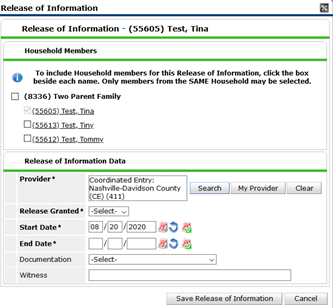 Release of Information
Release of Information - (55605) Test, Tina
Household Members
To include Household members for this Release of Information, click the box
beside each name. Only members from the SAME Household may be selected.
(8336) Two Parent Family
(55605) Test, Tina
(55613) Test, Tiny
(55612) Test, Tommy
Release of Information Data
Provider* Coordinated Entry:
Nashville-Davidson County
(CE) (411)
Search My Provider Clear
Release Granted* -Select-
Start Date* 08 / 20 / 2020
End Date* / /
Documentation -Select-
Witness
Save Release of Information Cancel